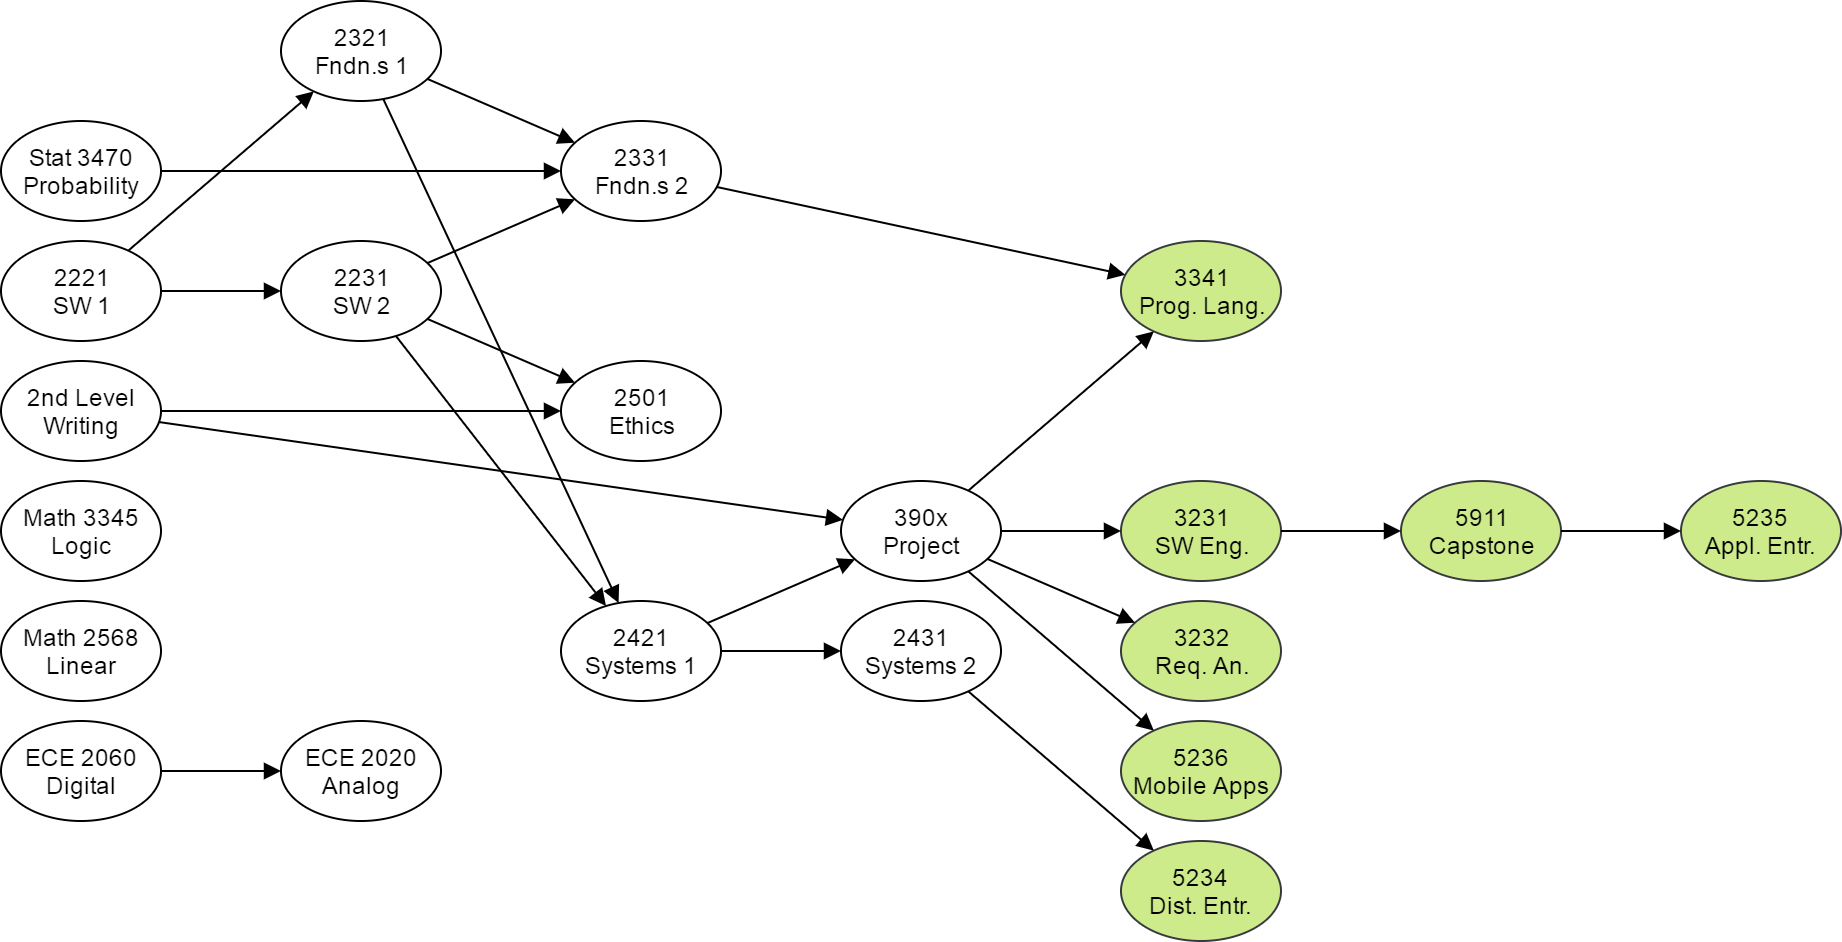 2321
Fndn.s 1
Stat 3470
Probability
2331
Fndn.s 2
2221
SW 1
2231
SW 2
3341
Prog. Lang.
2nd Level
Writing
2501
Ethics
Math 3345
Logic
390x
Project
3231
SW Eng.
5911
Capstone
5235
Appl. Entr.
Math 2568
Linear
2421
Systems 1
2431
Systems 2
3232
Req. An.
ECE 2060
Digital
ECE 2020
Analog
5236
Mobile Apps
5234
Dist. Entr.